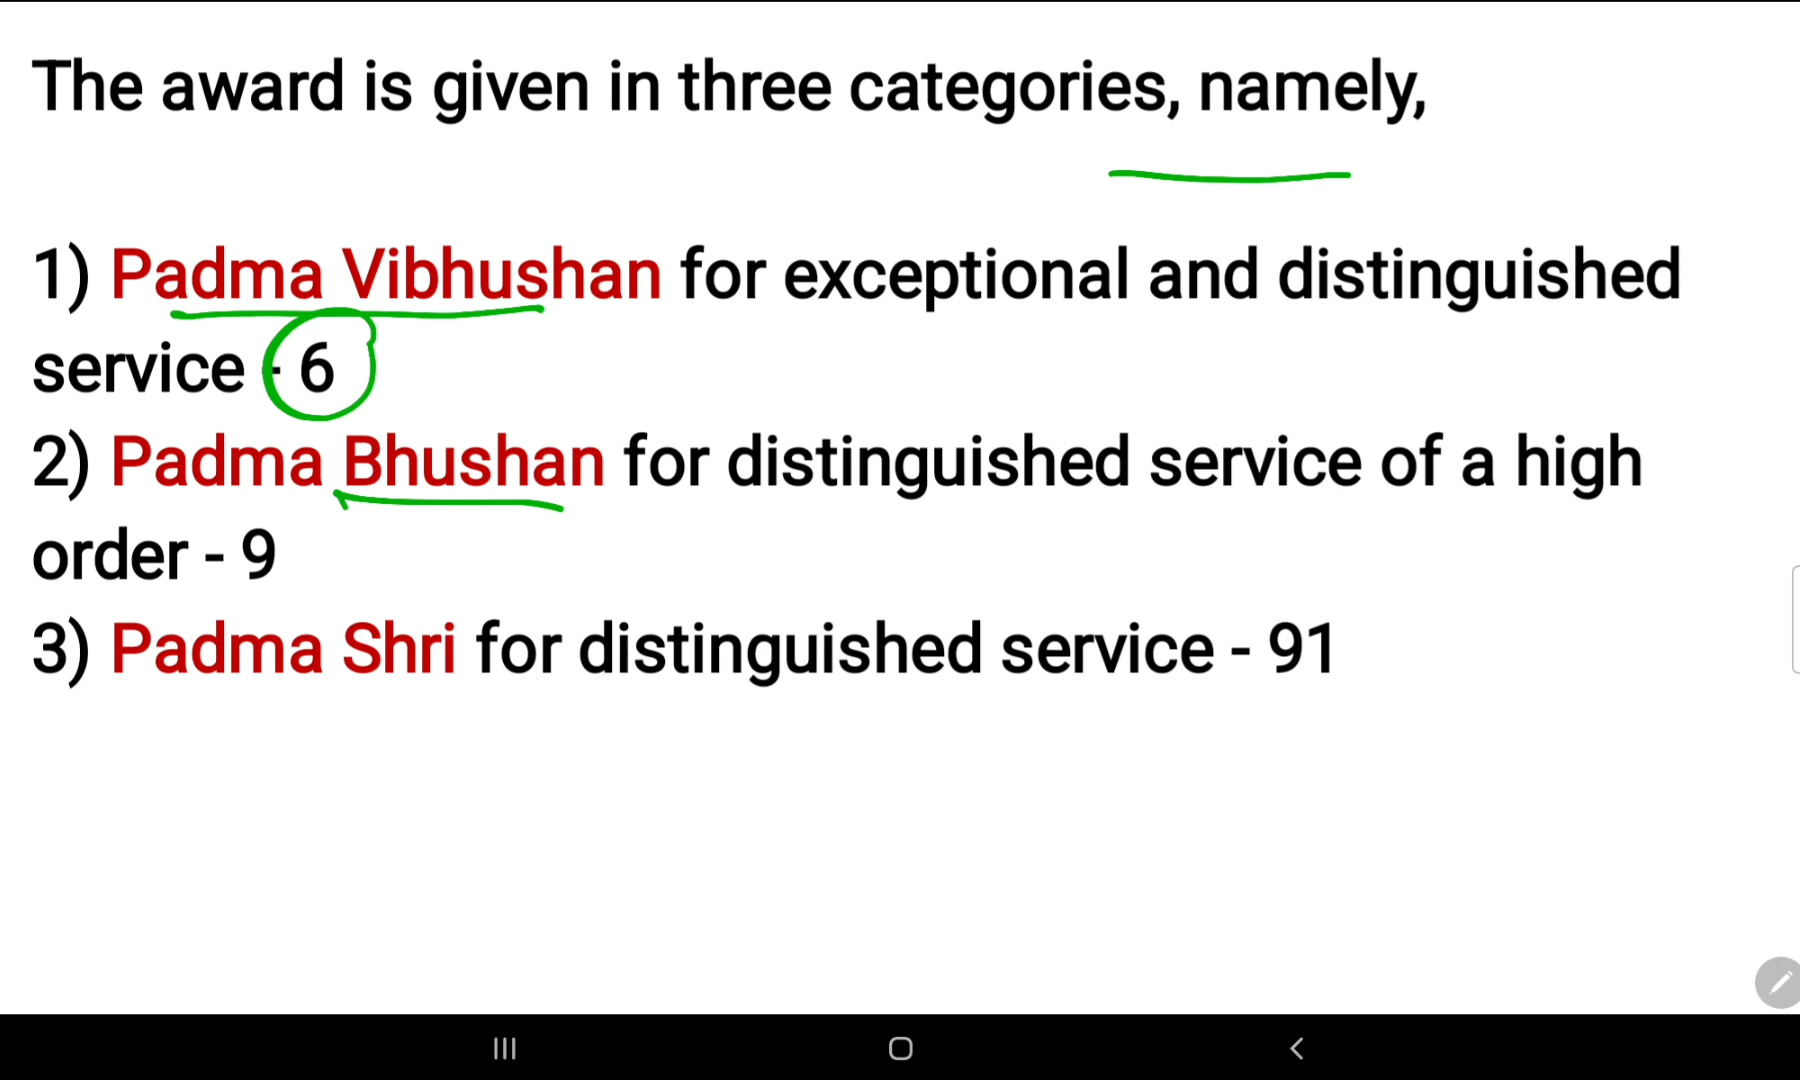 The award is given in three categories, namely,
1) Padma Vibhushan for exceptional and distinguished
service - 6
2) Padma Bhushan for distinguished service of a high
order - 9
3) Padma Shri for distinguished service - 91